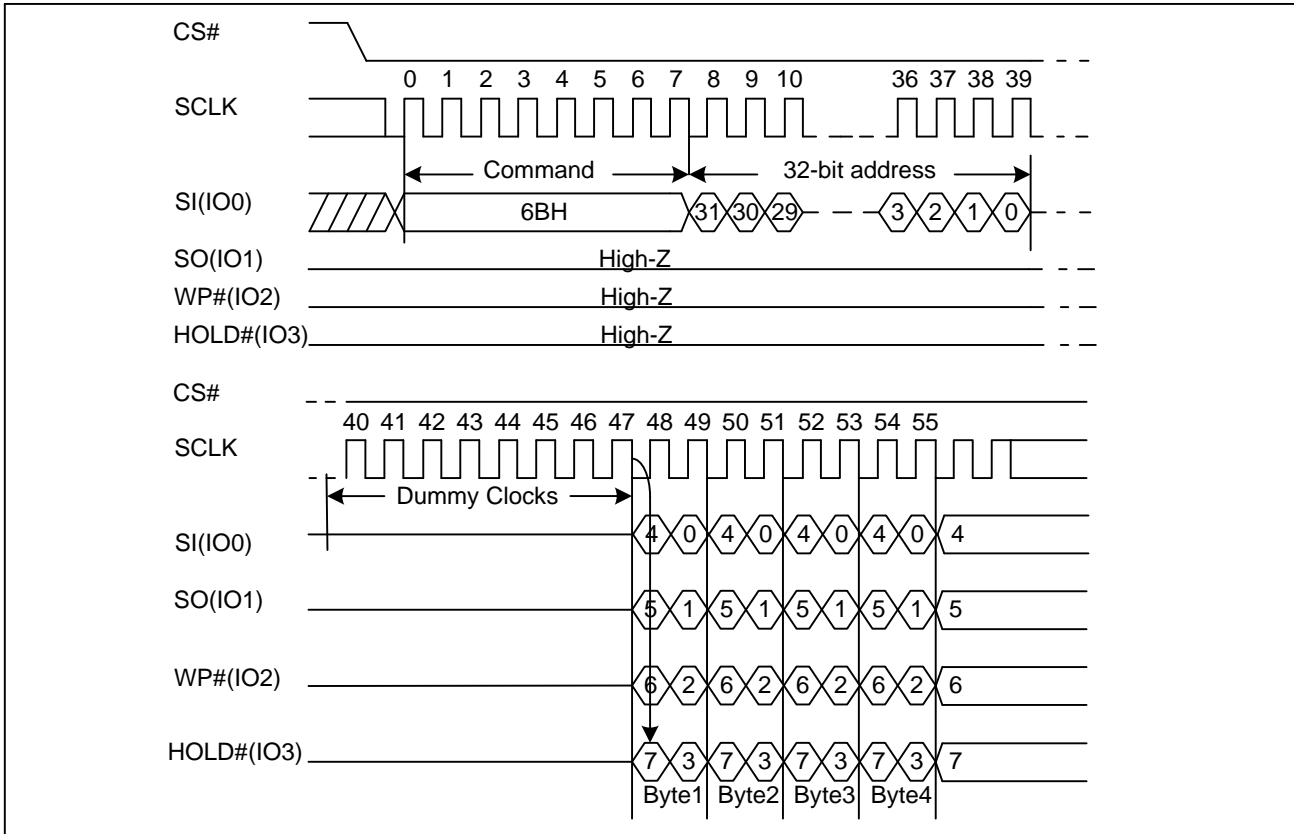 CS#
0 1 2 3 4 5 6 7 8 9 10 36 37 38 39
SCLK
Command 32-bit address
SI(IO0) 6BH 31 30 29 3 2 1 0
SO(IO1) High-Z
WP#(IO2) High-Z
HOLD#(IO3) High-Z
CS#
40 41 42 43 44 45 46 47 48 49 50 51 52 53 54 55
SCLK
Dummy Clocks
SI(IO0) 4 0 4 0 4 0 4 0 4
SO(IO1) 5 1 5 1 5 1 5 1 5
WP#(IO2) 6 2 6 2 6 2 6 2 6
HOLD#(IO3) 7 3 7 3 7 3 7 3 7
Byte1 Byte2 Byte3 Byte4